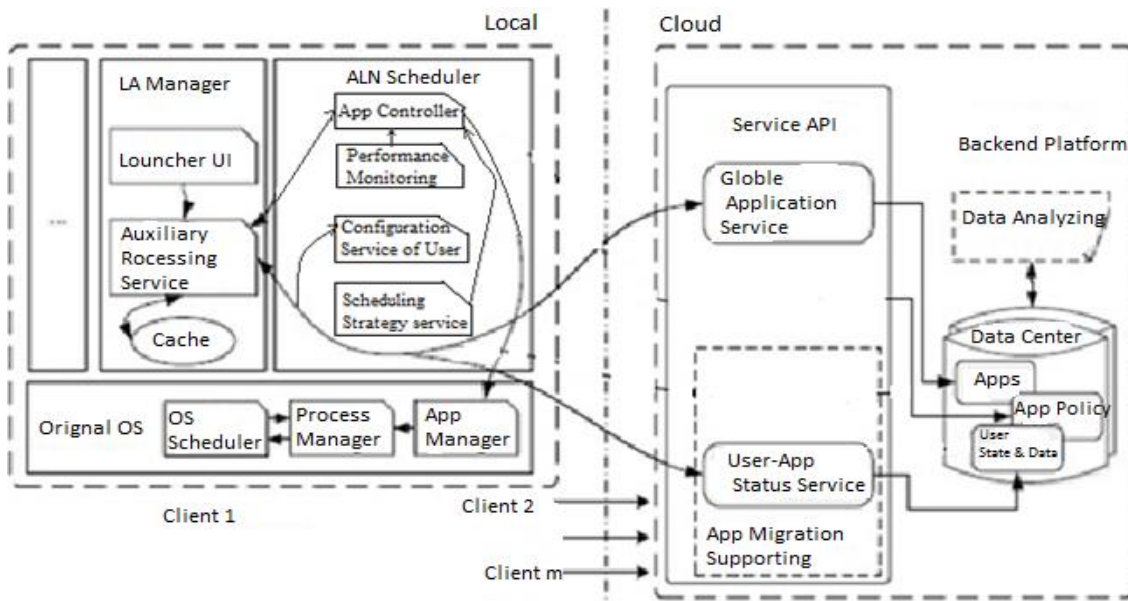 Local
Cloud
LA Manager
ALN Scheduler
App Controller
Louncher UI
Performance
Monitoring
...
Auxiliary
Rocessing
Service
Configuration
Service of User
Scheduling
Strategy service
Cache
Orignal OS
OS
Scheduler
Process
Manager
App
Manager
Client 1
Client 2
Client m
Service API
Globle
Application
Service
User-App
Status Service
App Migration
Supporting
Backend Platform
Data Analyzing
Data Center
Apps
App Policy
User
State & Data